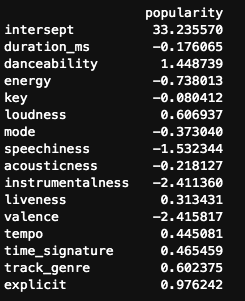 popularity
intercept 33.235570
duration_ms -0.176065
danceability 1.448739
energy -0.738013
key -0.080412
loudness 0.606937
mode -0.373040
speechiness -1.532344
acousticness -0.218127
instrumentalness -2.411360
liveness 0.313431
valence -2.415817
tempo 0.445081
time_signature 0.465459
track_genre 0.602375
explicit 0.976242